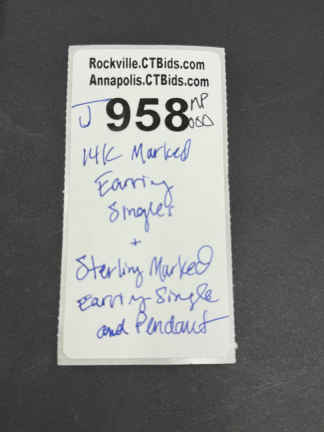 Rockville.CTBids.com
Annapolis.CTBids.com
J 958 MP
14K Marked
Earring
Singles
+
Sterling Marked
Earring Single
and Pendant